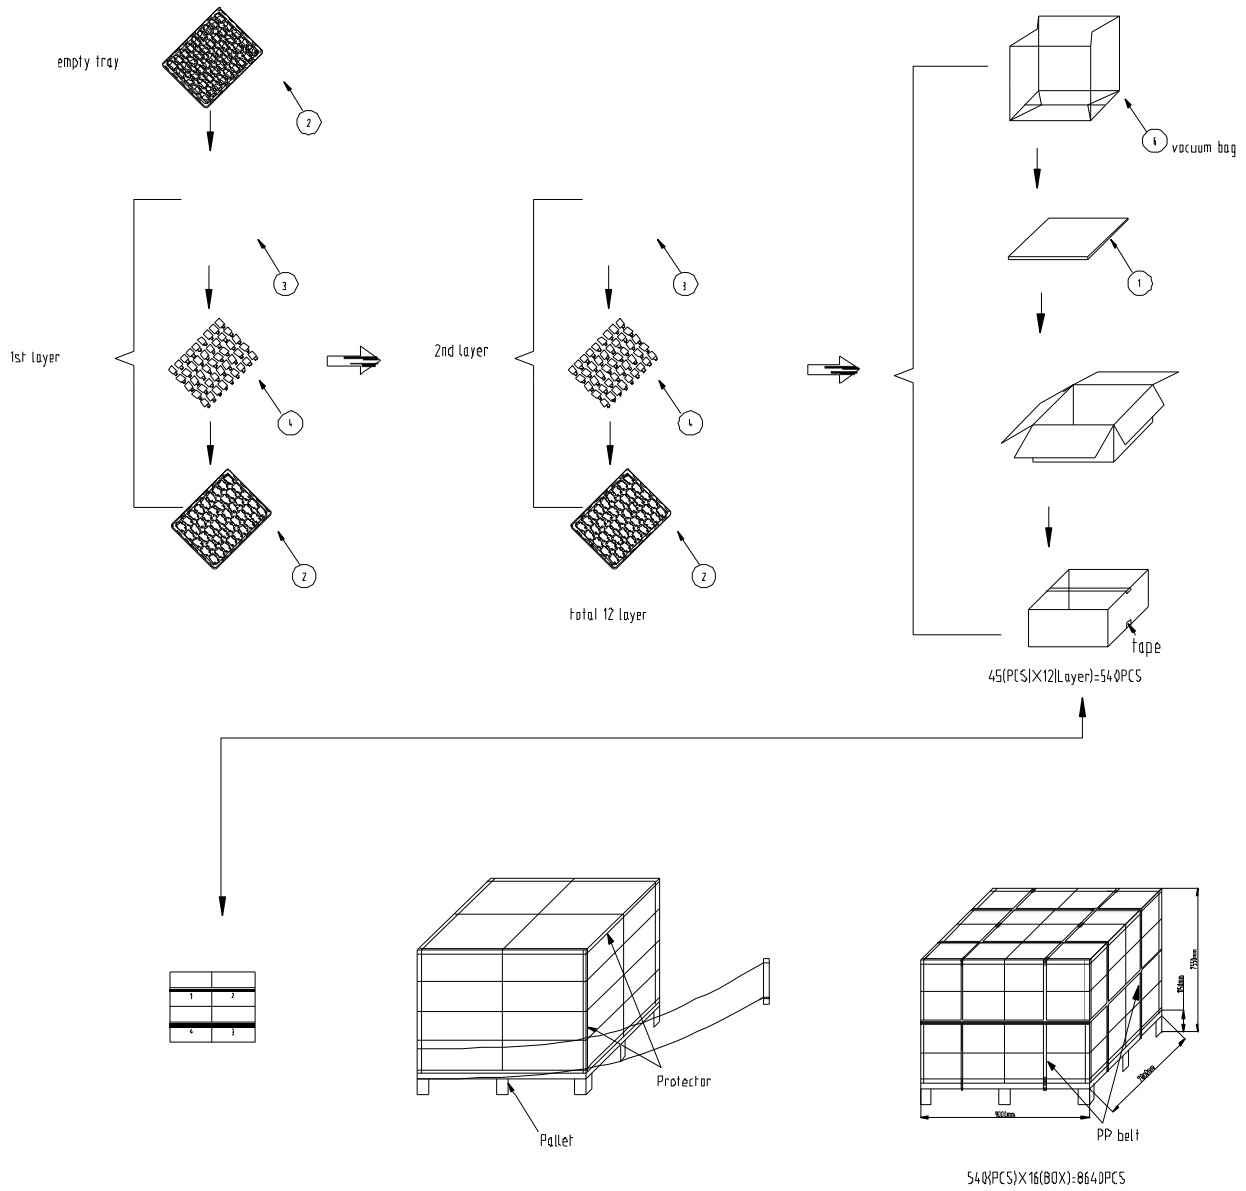 empty tray
2
6
vacuum bag
3
3
1
1st layer
2nd layer
4
4
2
2
total 12 layer
tape
45(PCS|X12|Layer)=540PCS
1 2
4 3
Protector
Pallet
PP belt
540(PCS)X16(BOX)=8640PCS